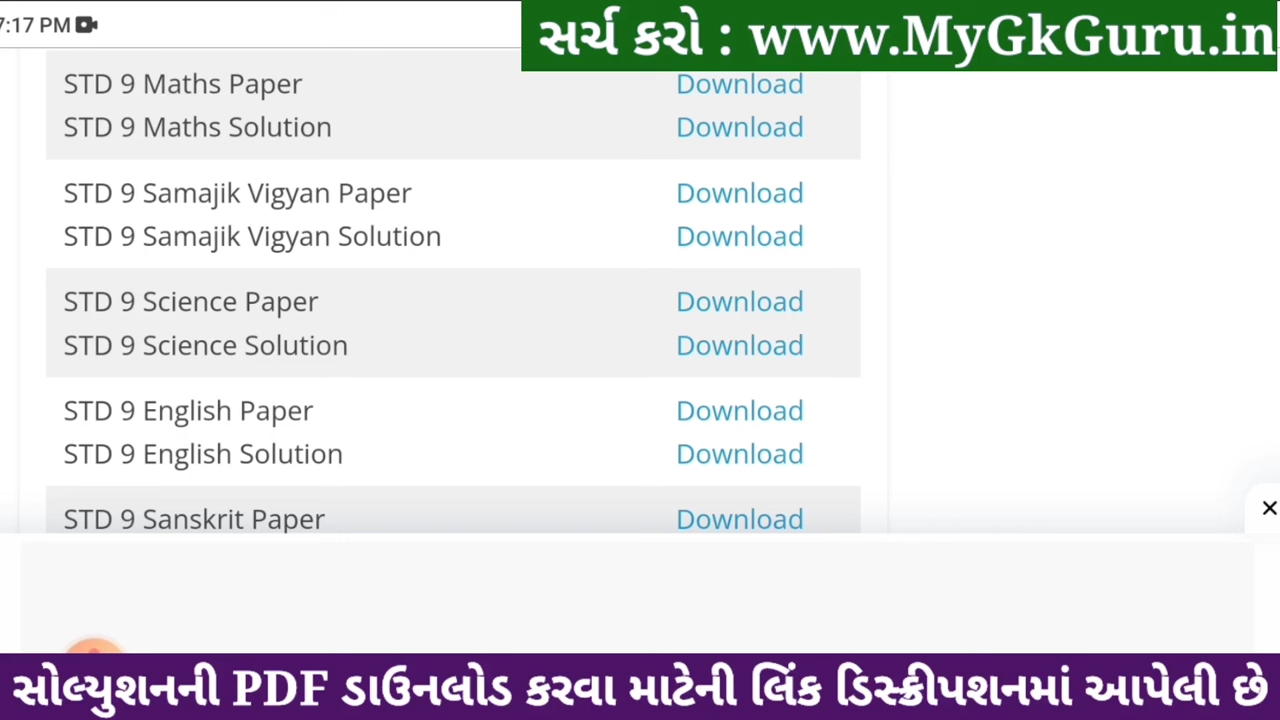 7:17 PM
સર્ચ કરો : www.MyGkGuru.in
STD 9 Maths Paper Download
STD 9 Maths Solution Download
STD 9 Samajik Vigyan Paper Download
STD 9 Samajik Vigyan Solution Download
STD 9 Science Paper Download
STD 9 Science Solution Download
STD 9 English Paper Download
STD 9 English Solution Download
STD 9 Sanskrit Paper Download
×
સોલ્યુશનની PDF ડાઉનલોડ કરવા માટેની લિંક ડિસ્ક્રીપશનમાં આપેલી છે